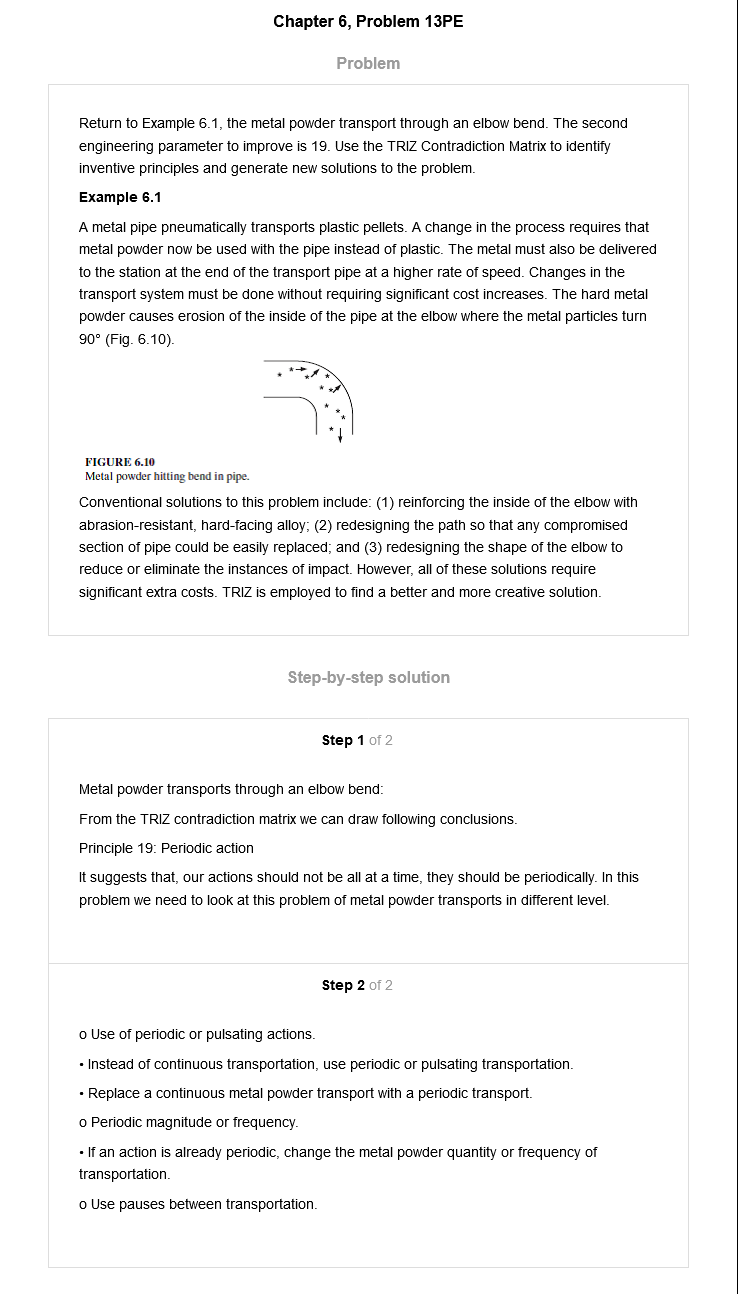 Chapter 6, Problem 13PE
Problem
Return to Example 6.1, the metal powder transport through an elbow bend. The second
engineering parameter to improve is 19. Use the TRIZ Contradiction Matrix to identify
inventive principles and generate new solutions to the problem.
Example 6.1
A metal pipe pneumatically transports plastic pellets. A change in the process requires that
metal powder now be used with the pipe instead of plastic. The metal must also be delivered
to the station at the end of the transport pipe at a higher rate of speed. Changes in the
transport system must be done without requiring significant cost increases. The hard metal
powder causes erosion of the inside of the pipe at the elbow where the metal particles turn
90° (Fig. 6.10).
FIGURE 6.10
Metal powder hitting bend in pipe.
Conventional solutions to this problem include: (1) reinforcing the inside of the elbow with
abrasion-resistant, hard-facing alloy; (2) redesigning the path so that any compromised
section of pipe could be easily replaced; and (3) redesigning the shape of the elbow to
reduce or eliminate the instances of impact. However, all of these solutions require
significant extra costs. TRIZ is employed to find a better and more creative solution.
Step-by-step solution
Step 1 of 2
Metal powder transports through an elbow bend:
From the TRIZ contradiction matrix we can draw following conclusions.
Principle 19: Periodic action
It suggests that, our actions should not be all at a time, they should be periodically. In this
problem we need to look at this problem of metal powder transports in different level.
Step 2 of 2
o Use of periodic or pulsating actions.
• Instead of continuous transportation, use periodic or pulsating transportation.
• Replace a continuous metal powder transport with a periodic transport.
o Periodic magnitude or frequency.
• If an action is already periodic, change the metal powder quantity or frequency of
transportation.
o Use pauses between transportation.